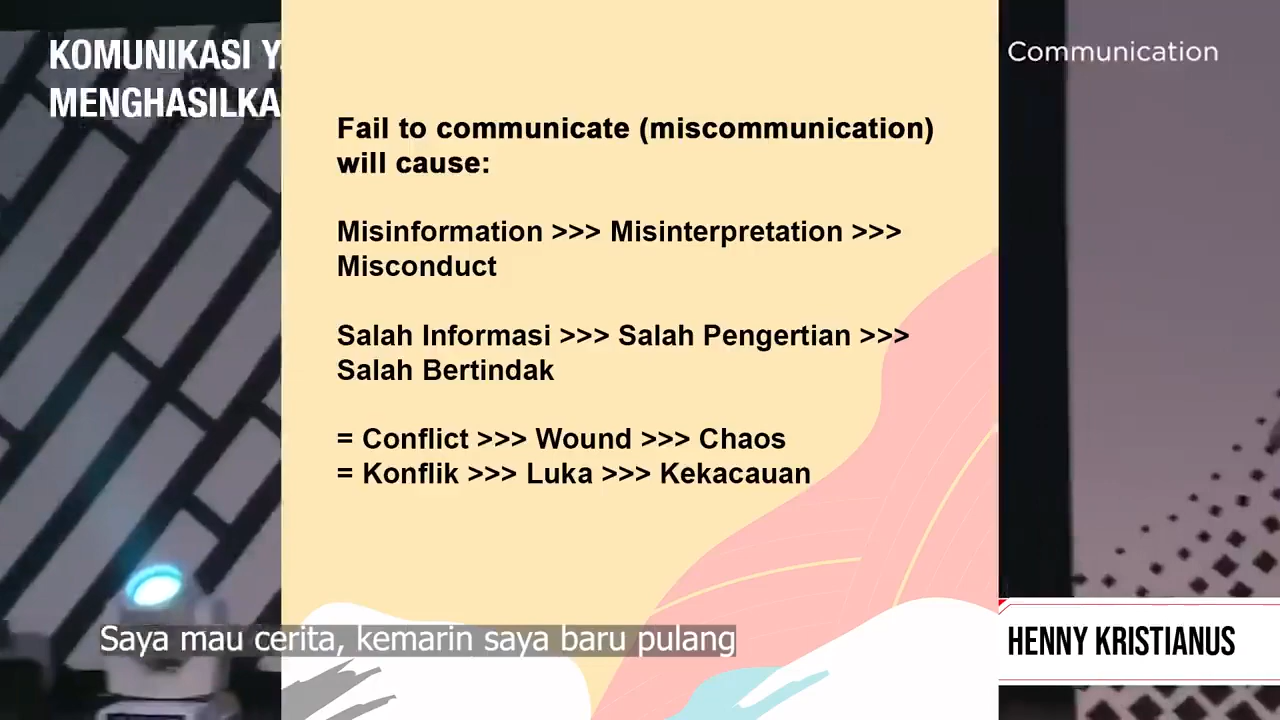 KOMUNIKASI
MENGHASILKA
Communication
Fail to communicate (miscommunication)
will cause:
Misinformation >>> Misinterpretation >>>
Misconduct
Salah Informasi >>> Salah Pengertian >>>
Salah Bertindak
= Conflict >>> Wound >>> Chaos
= Konflik >>> Luka >>> Kekacauan
Saya mau cerita, kemarin saya baru pulang
HENNY KRISTIANUS